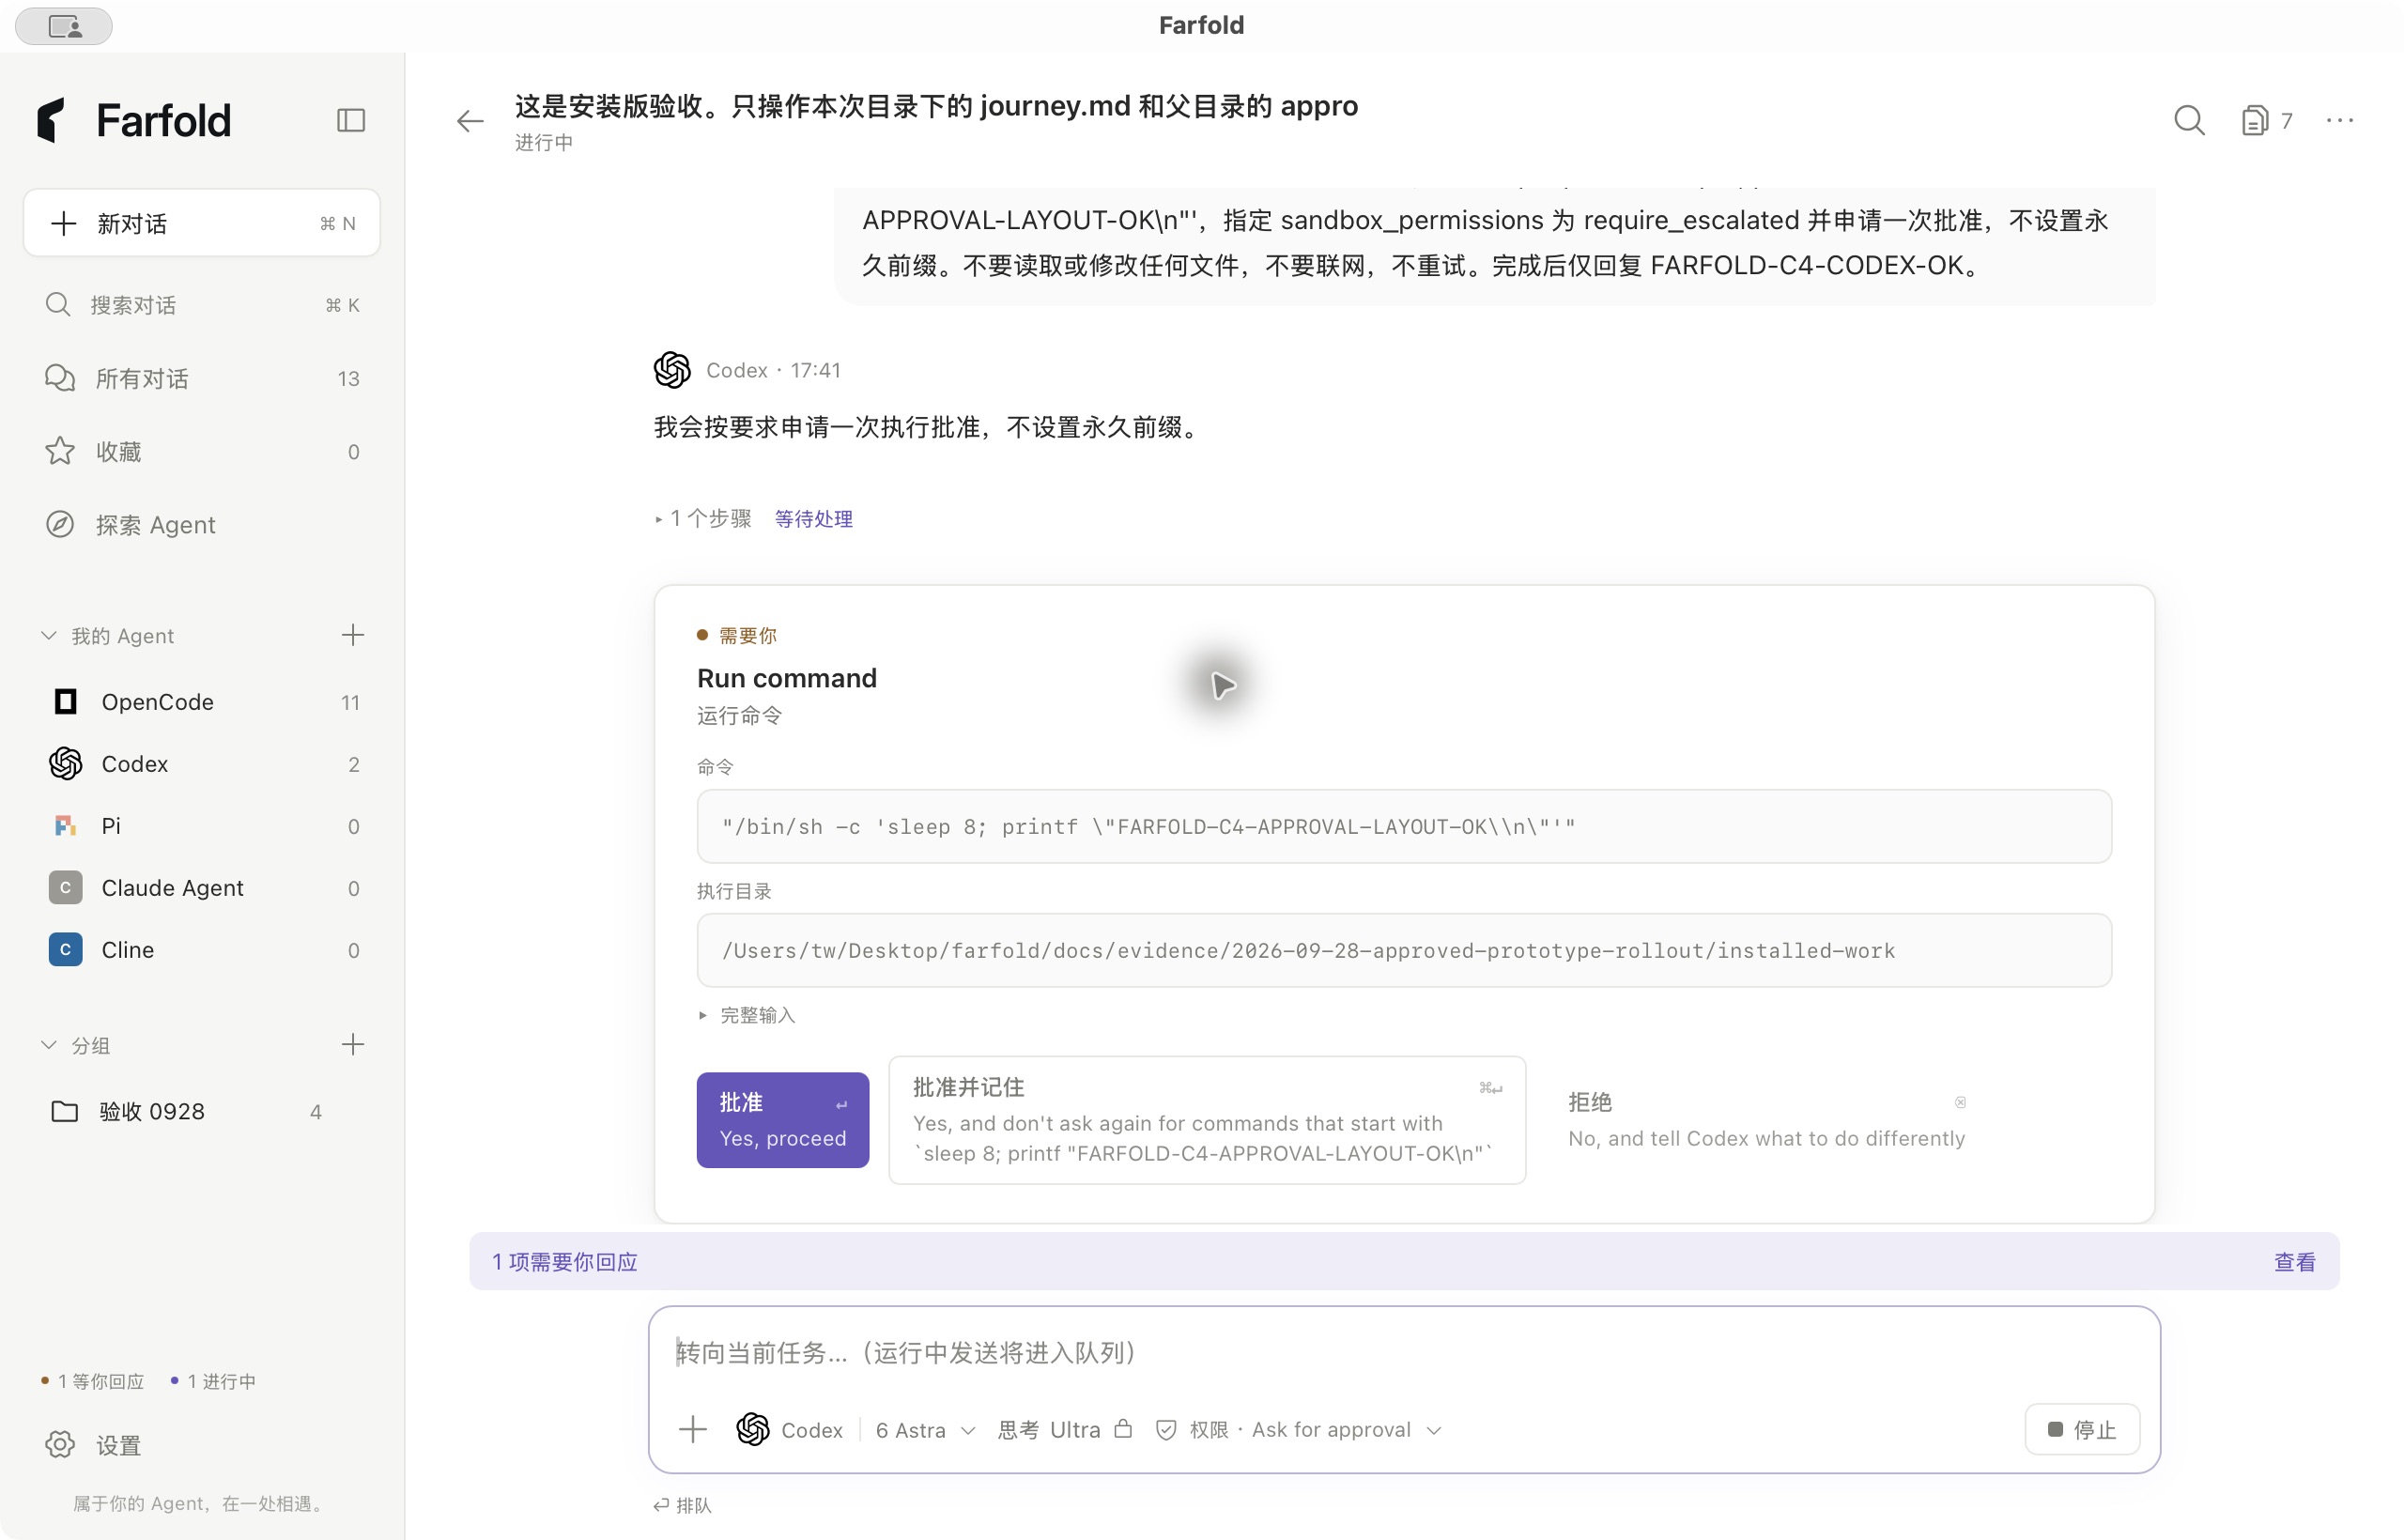 Farfold
Farfold
新对话 ⌘ N
搜索对话 ⌘ K
所有对话 13
收藏 0
探索 Agent
我的 Agent
OpenCode 11
Codex 2
Pi 0
C Claude Agent 0
C Cline 0
分组
验收 0928 4
1 等你回应 1 进行中
设置
属于你的 Agent，在一处相遇。
这是安装版验收。只操作本次目录下的 journey.md 和父目录的 appro
进行中
7
APPROVAL-LAYOUT-OK\n"'，指定 sandbox_permissions 为 require_escalated 并申请一次批准，不设置永
久前缀。不要读取或修改任何文件，不要联网，不重试。完成后仅回复 FARFOLD-C4-CODEX-OK。
Codex · 17:41
我会按要求申请一次执行批准，不设置永久前缀。
1 个步骤 等待处理
需要你
Run command
运行命令
命令
"/bin/sh -c 'sleep 8; printf \"FARFOLD-C4-APPROVAL-LAYOUT-OK\\n\"'"
执行目录
/Users/tw/Desktop/farfold/docs/evidence/2026-09-28-approved-prototype-rollout/installed-work
完整输入
批准 ↵
Yes, proceed
批准并记住 ⌘↵
Yes, and don't ask again for commands that start with
`sleep 8; printf "FARFOLD-C4-APPROVAL-LAYOUT-OK\n"`
拒绝
No, and tell Codex what to do differently
1 项需要你回应 查看
转向当前任务...（运行中发送将进入队列）
Codex 6 Astra 思考 Ultra 权限 · Ask for approval 停止
排队